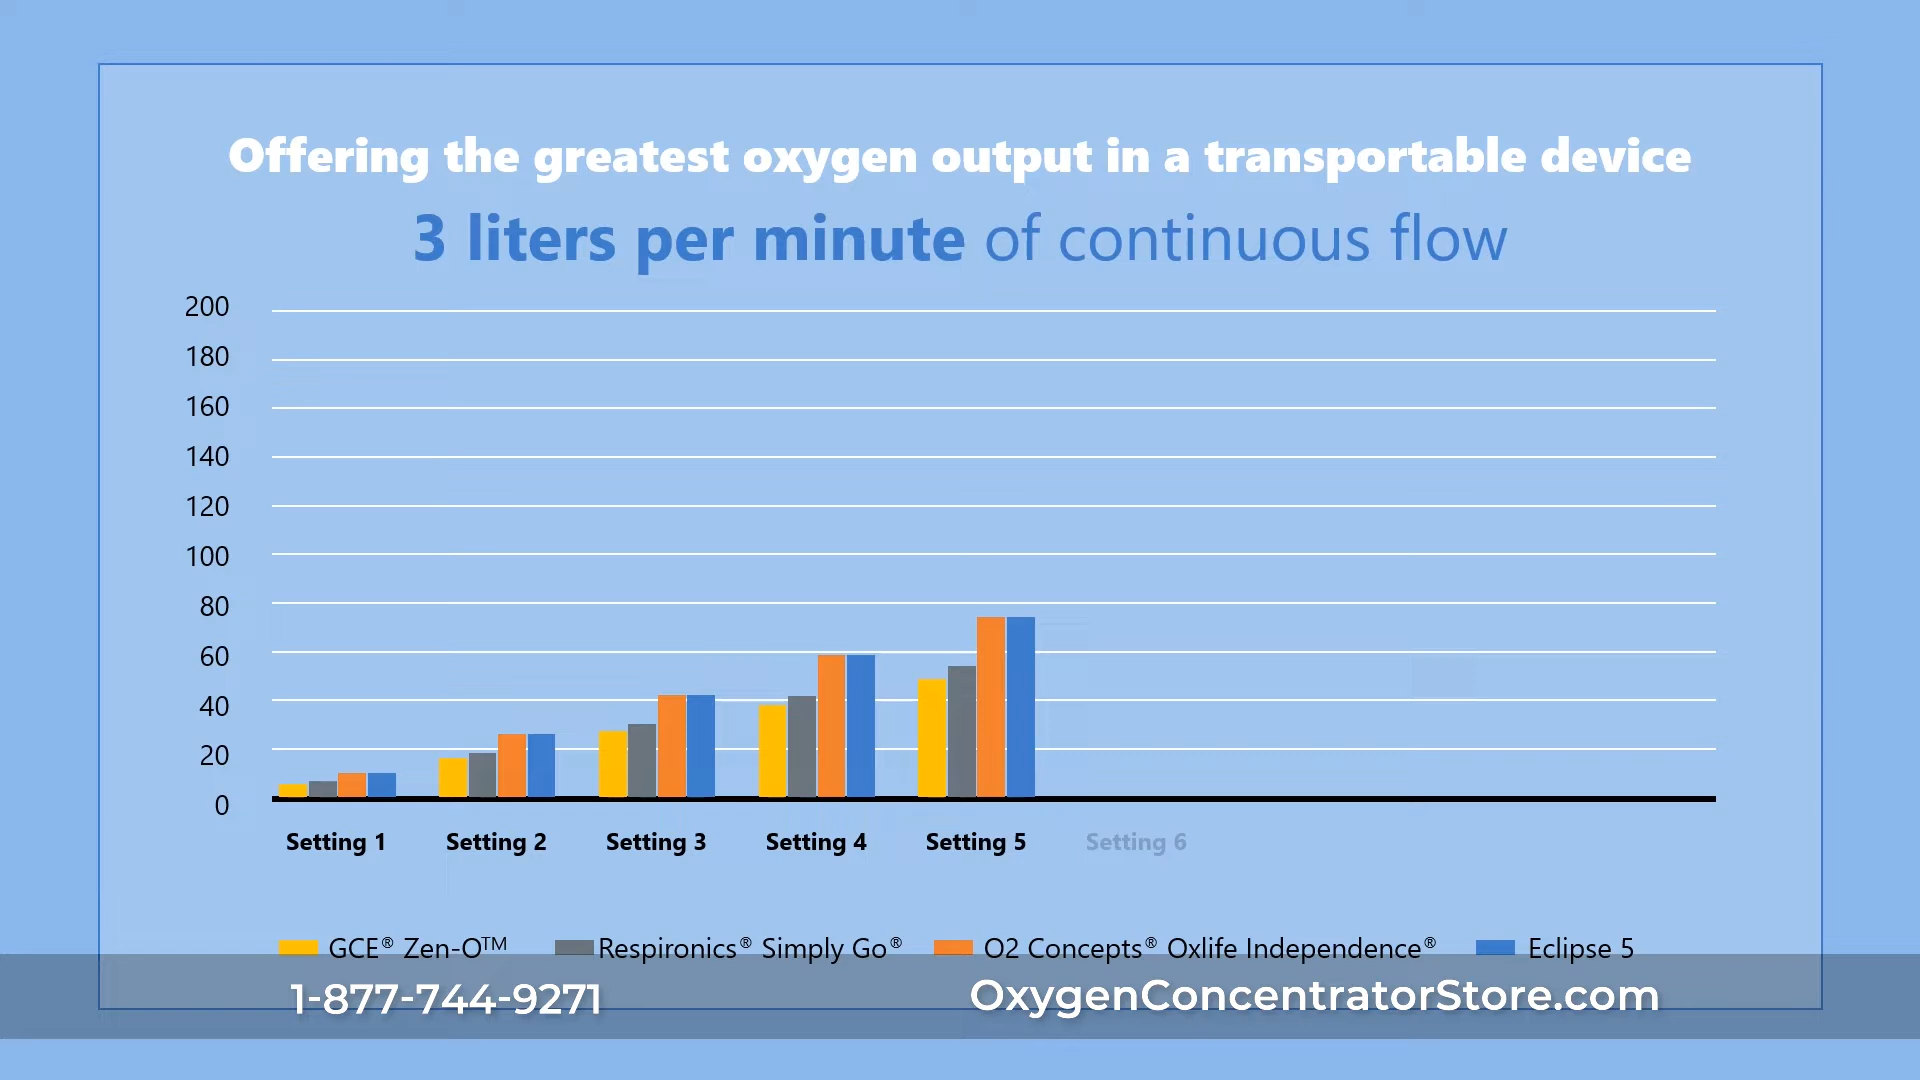 Offering the greatest oxygen output in a transportable device
3 liters per minute of continuous flow
200
180
160
140
120
100
80
60
40
20
0
Setting 1 Setting 2 Setting 3 Setting 4 Setting 5 Setting 6
GCE® Zen-O™ Respironics® Simply Go® O2 Concepts® Oxlife Independence® Eclipse 5
1-877-744-9271 OxygenConcentratorStore.com